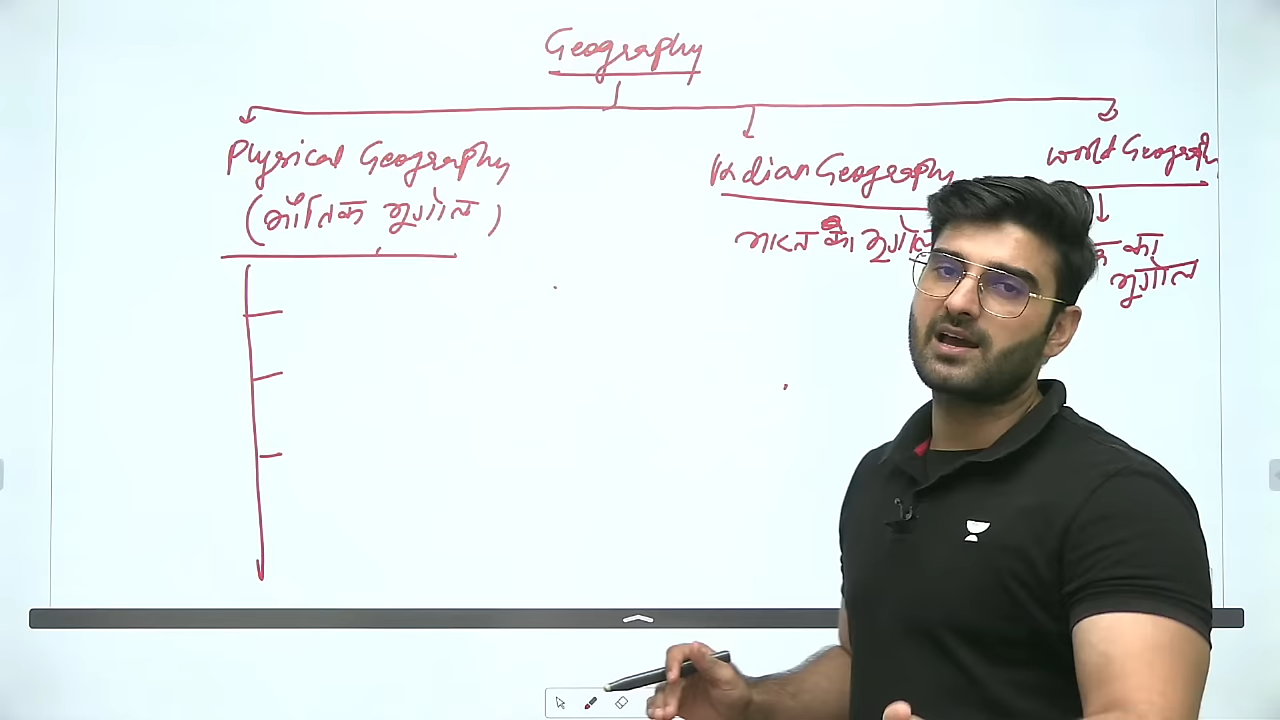 Geography
Physical Geography
(भौतिक भूगोल)
Indian Geography
भारत का भूगोल
World Geography
का
भूगोल